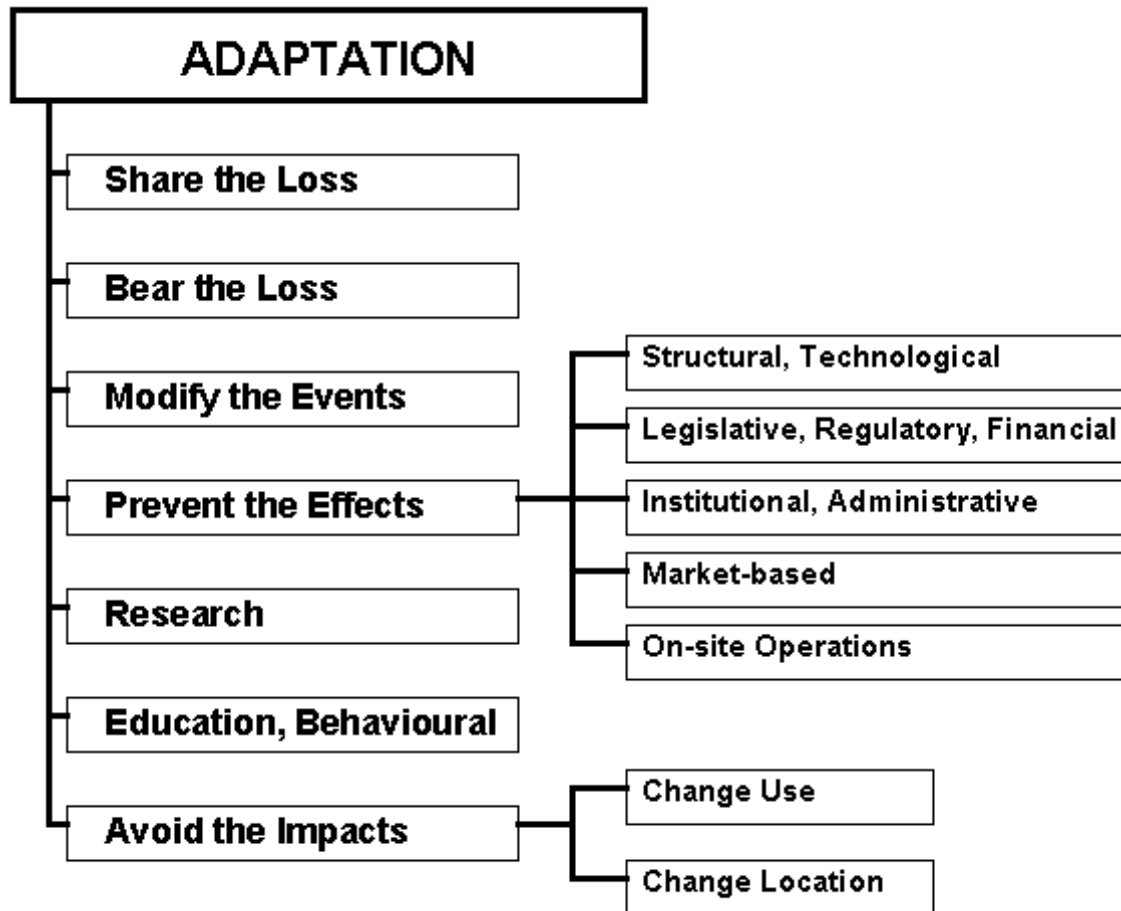 ADAPTATION
Share the Loss
Bear the Loss
Modify the Events
Prevent the Effects
Structural, Technological
Legislative, Regulatory, Financial
Institutional, Administrative
Market-based
On-site Operations
Research
Education, Behavioural
Avoid the Impacts
Change Use
Change Location